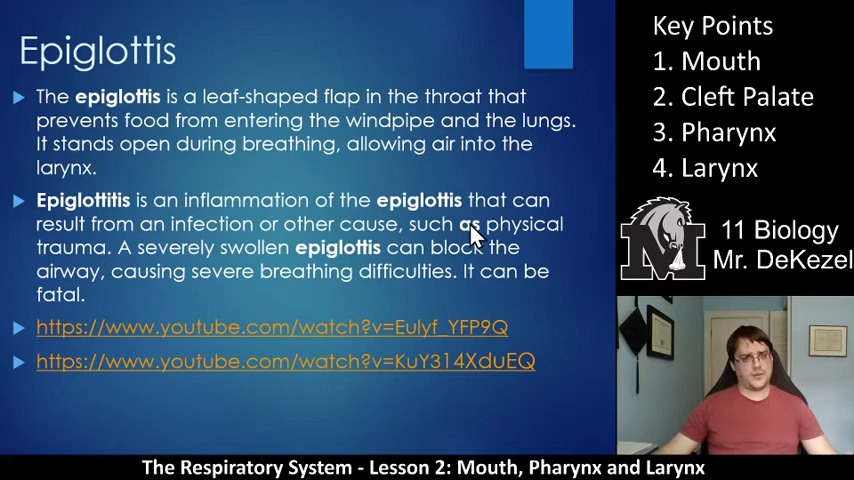 Epiglottis
The epiglottis is a leaf-shaped flap in the throat that
prevents food from entering the windpipe and the lungs.
It stands open during breathing, allowing air into the
larynx.
Epiglottitis is an inflammation of the epiglottis that can
result from an infection or other cause, such as physical
trauma. A severely swollen epiglottis can block the
airway, causing severe breathing difficulties. It can be
fatal.
https://www.youtube.com/watch?v=Eulyf_YFP9Q
https://www.youtube.com/watch?v=KuY314XduEQ
Key Points
1. Mouth
2. Cleft Palate
3. Pharynx
4. Larynx
M
11 Biology
Mr. DeKezel
The Respiratory System - Lesson 2: Mouth, Pharynx and Larynx